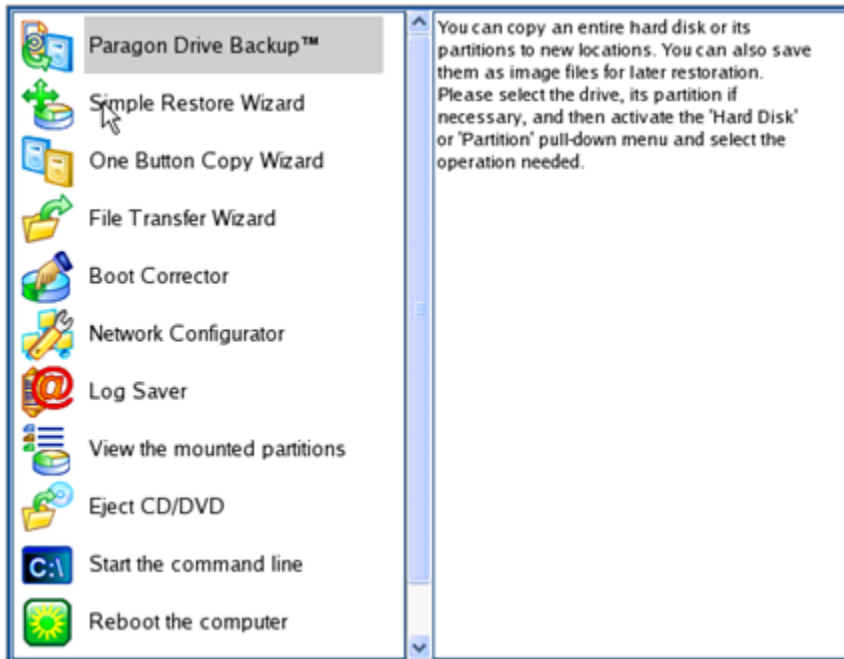 Paragon Drive Backup™
Simple Restore Wizard
One Button Copy Wizard
File Transfer Wizard
Boot Corrector
Network Configurator
@
Log Saver
View the mounted partitions
Eject CD/DVD
C:\
Start the command line
Reboot the computer
You can copy an entire hard disk or its
partitions to new locations. You can also save
them as image files for later restoration.
Please select the drive, its partition if
necessary, and then activate the 'Hard Disk'
or 'Partition' pull-down menu and select the
operation needed.